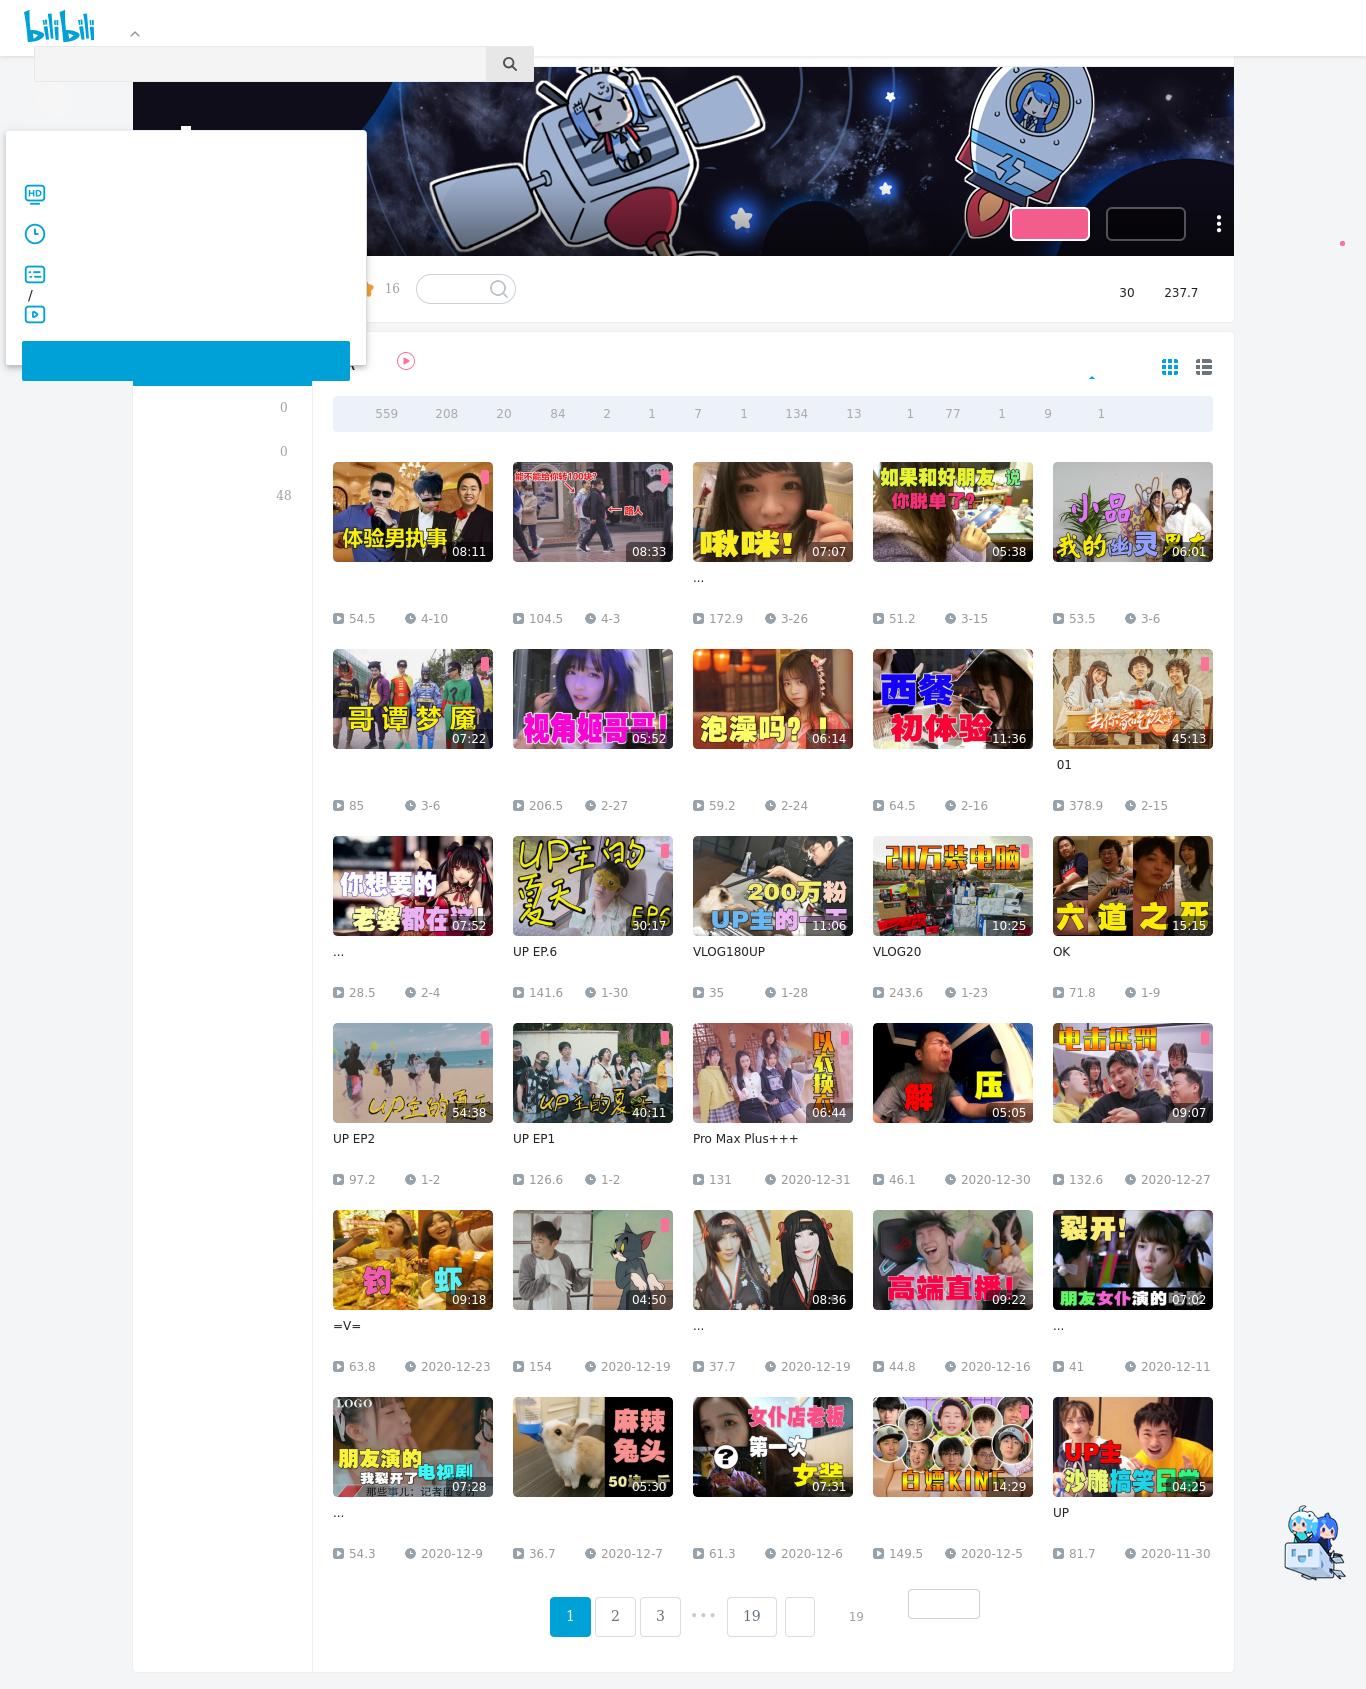 bilibili
HD
/
16
30 237.7
0
0
48
559 208 20 84 2 1 7 1 134 13 1 77 1 9 1
体验男执事 08:11
能不能给你转100块?
路人
08:33
啾咪! 07:07
如果和好朋友说
你脱单了? 05:38
小品
我的幽灵男友 06:01
...
54.5 4-10 104.5 4-3 172.9 3-26 51.2 3-15 53.5 3-6
哥谭梦魇 07:22
视角姬哥哥! 05:52
泡澡吗?! 06:14
西餐
初体验 11:36
45:13
01
85 3-6 206.5 2-27 59.2 2-24 64.5 2-16 378.9 2-15
你想要的
老婆都在这! 07:52
UP主的
夏天
EP6
30:17
200万粉
UP主的一天 11:06
20万装电脑
10:25
六道之死 15:15
... UP EP.6 VLOG180UP VLOG20 OK
28.5 2-4 141.6 1-30 35 1-28 243.6 1-23 71.8 1-9
UP主的夏天 54:38
UP主的夏天 40:11
以衣换衣
06:44
解压 05:05
电击惩罚
09:07
UP EP2 UP EP1 Pro Max Plus+++
97.2 1-2 126.6 1-2 131 2020-12-31 46.1 2020-12-30 132.6 2020-12-27
钓虾 09:18
04:50
08:36
高端直播! 09:22
裂开!
朋友女仆演的 07:02
=V= ... ...
63.8 2020-12-23 154 2020-12-19 37.7 2020-12-19 44.8 2020-12-16 41 2020-12-11
LOGO
朋友演的
我裂开了电视剧
那些事儿：记者团专访
07:28
麻辣
兔头
50块一斤
05:30
女仆店老板
第一次
女装
07:31
白嫖KING 14:29
UP主
沙雕搞笑日常 04:25
... UP
54.3 2020-12-9 36.7 2020-12-7 61.3 2020-12-6 149.5 2020-12-5 81.7 2020-11-30
1 2 3 ••• 19 19